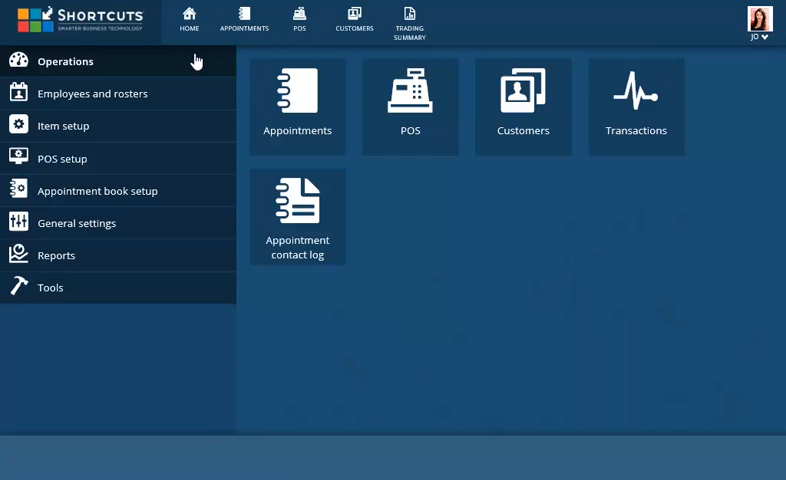 SHORTCUTS
SMARTER BUSINESS TECHNOLOGY
HOME
APPOINTMENTS
POS
CUSTOMERS
TRADING
SUMMARY
JO
Operations
Employees and rosters
Item setup
POS setup
Appointment book setup
General settings
Reports
Tools
Appointments
POS
Customers
Transactions
Appointment
contact log